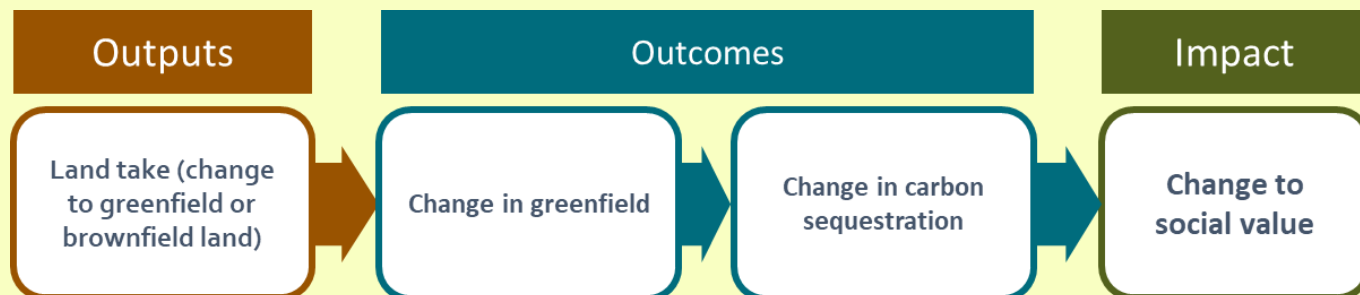 Outputs
Outcomes
Impact
Land take (change
to greenfield or
brownfield land)
Change in greenfield
Change in carbon
sequestration
Change to
social value